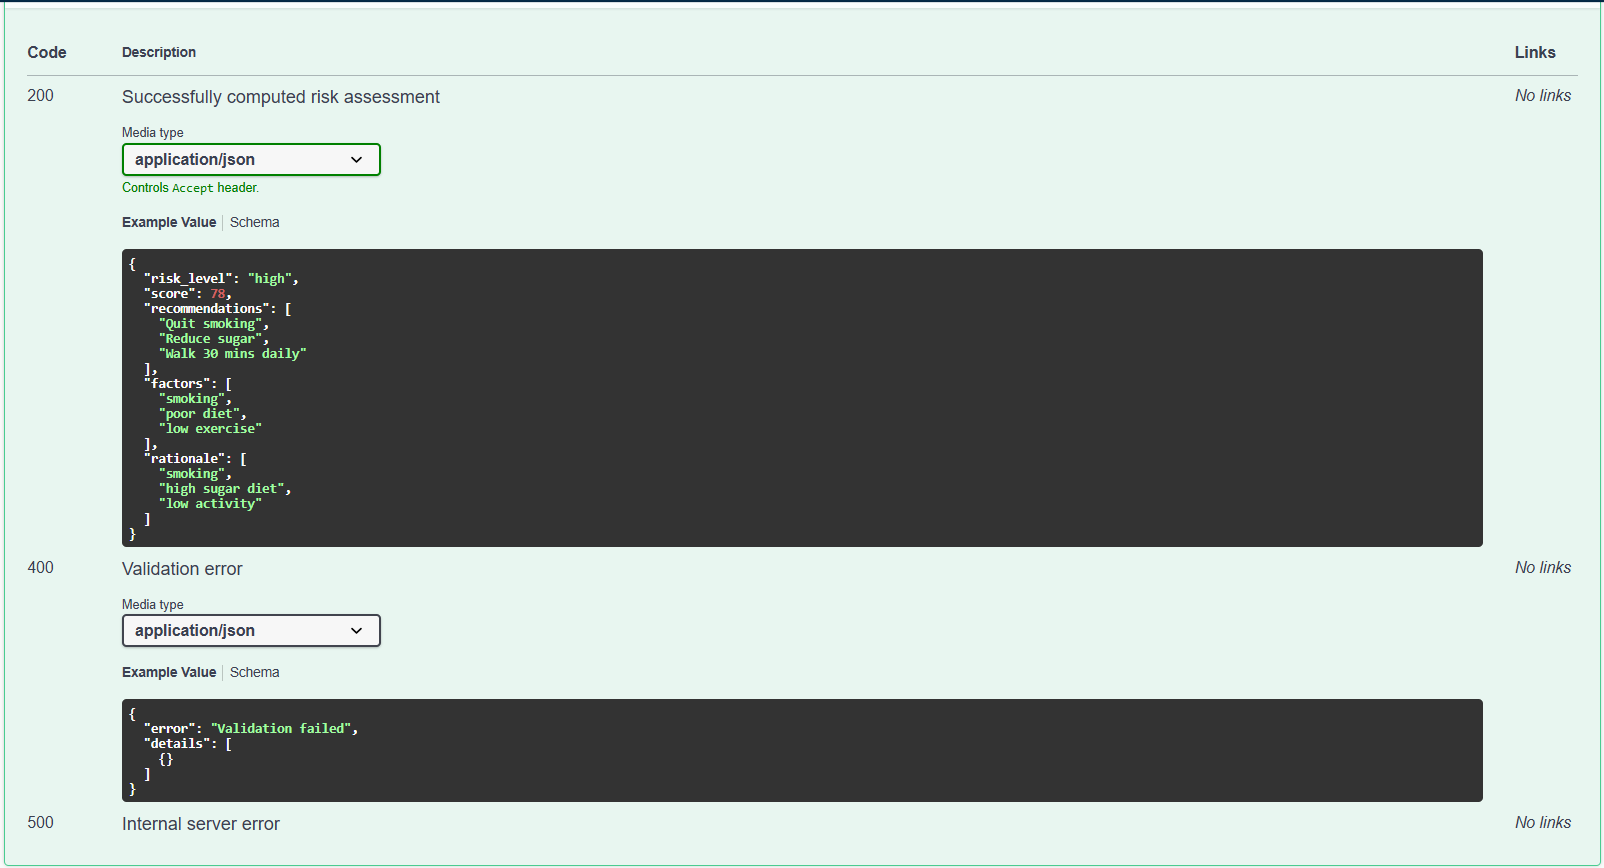 Code Description Links
200 Successfully computed risk assessment No links
Media type
application/json
Controls Accept header.
Example Value Schema
{
  "risk_level": "high",
  "score": 78,
  "recommendations": [
    "Quit smoking",
    "Reduce sugar",
    "Walk 30 mins daily"
  ],
  "factors": [
    "smoking",
    "poor diet",
    "low exercise"
  ],
  "rationale": [
    "smoking",
    "high sugar diet",
    "low activity"
  ]
}
400 Validation error No links
Media type
application/json
Example Value Schema
{
  "error": "Validation failed",
  "details": [
    {}
  ]
}
500 Internal server error No links